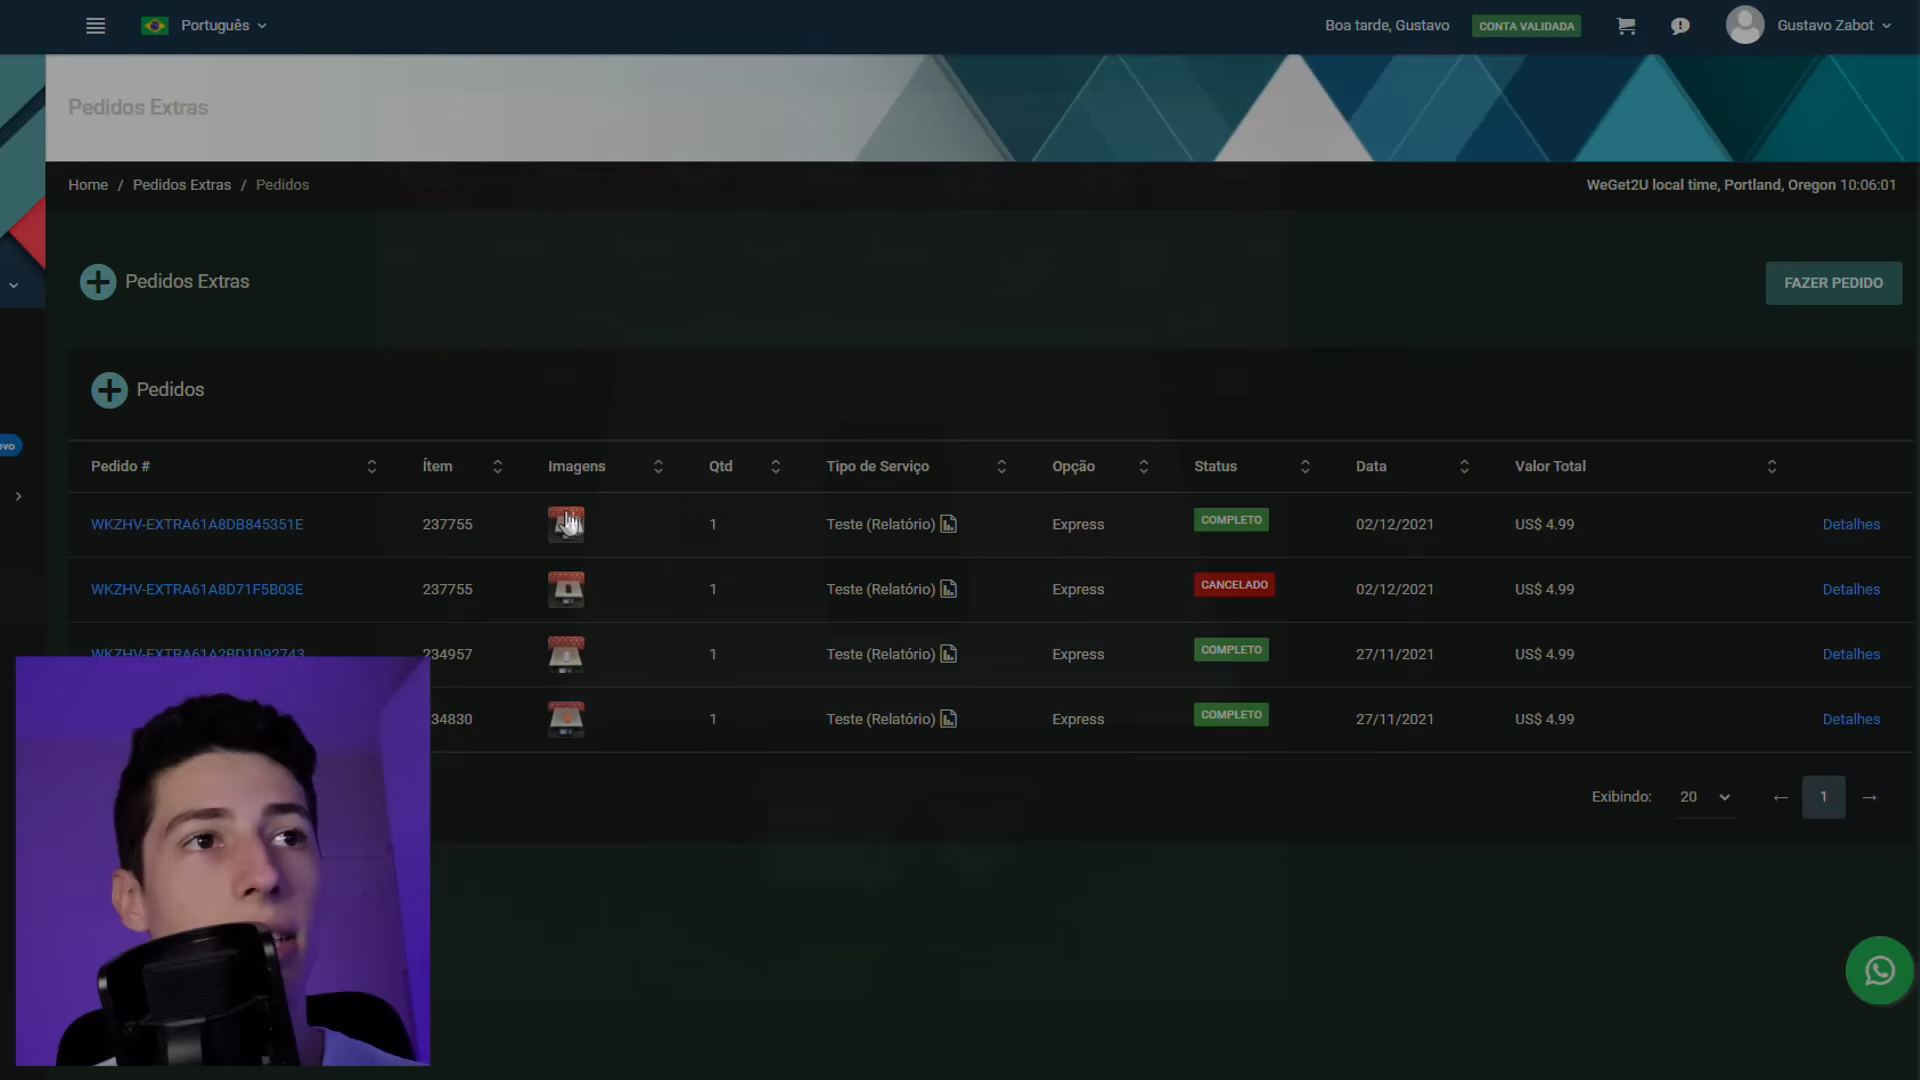 Português
Boa tarde, Gustavo
CONTA VALIDADA
Gustavo Zabot
Pedidos Extras
Home / Pedidos Extras / Pedidos
WeGet2U local time, Portland, Oregon 10:06:01
Pedidos Extras
FAZER PEDIDO
Pedidos
ovo
Pedido # Ítem Imagens Qtd Tipo de Serviço Opção Status Data Valor Total
WKZHV-EXTRA61A8DB845351E 237755 1 Teste (Relatório) Express COMPLETO 02/12/2021 US$ 4.99 Detalhes
WKZHV-EXTRA61A8D71F5B03E 237755 1 Teste (Relatório) Express CANCELADO 02/12/2021 US$ 4.99 Detalhes
WKZHV-EXTRA61A2BD1D92743 234957 1 Teste (Relatório) Express COMPLETO 27/11/2021 US$ 4.99 Detalhes
34830 1 Teste (Relatório) Express COMPLETO 27/11/2021 US$ 4.99 Detalhes
Exibindo: 20 ← 1 →